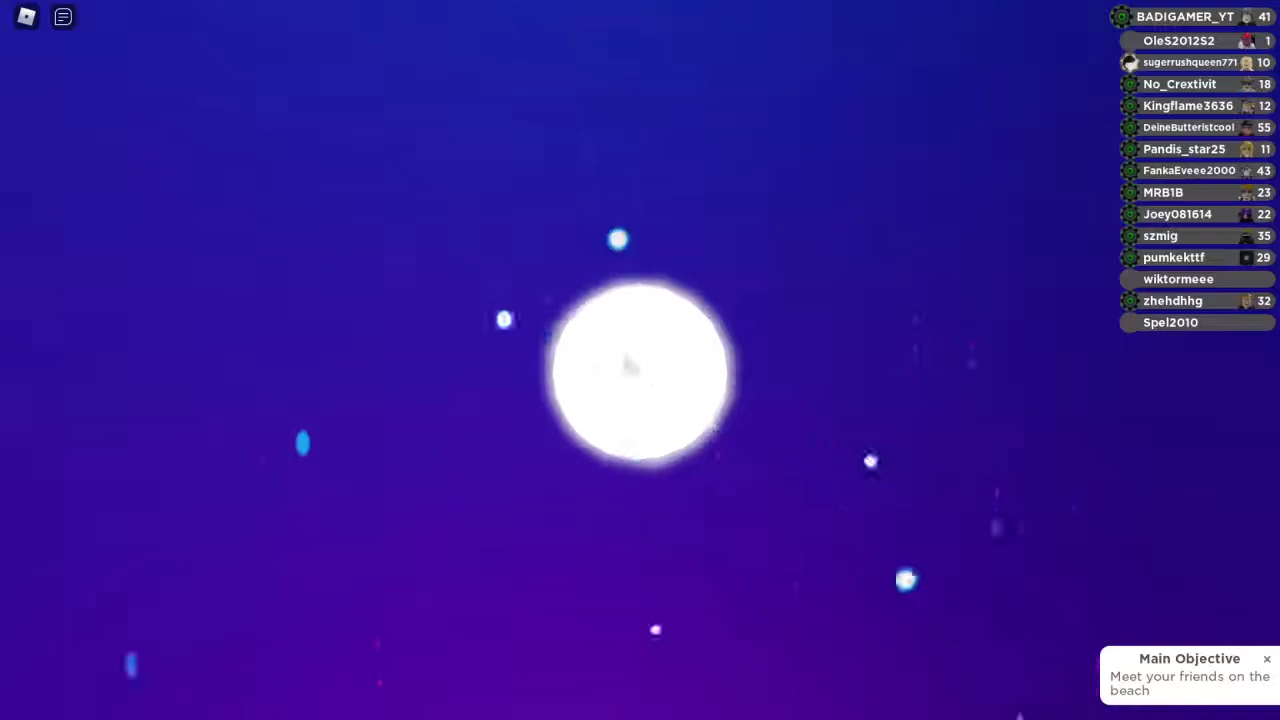 BADIGAMER_YT 41
OleS2012S2 1
sugerrushqueen771 10
No_Crextivit 18
Kingflame3636 12
DeineButteristcool 55
Pandis_star25 11
FankaEveee2000 43
MRB1B 23
Joey081614 22
szmig 35
pumkekttf 29
wiktormeee
zhehdhhg 32
Spel2010
Main Objective ×
Meet your friends on the
beach